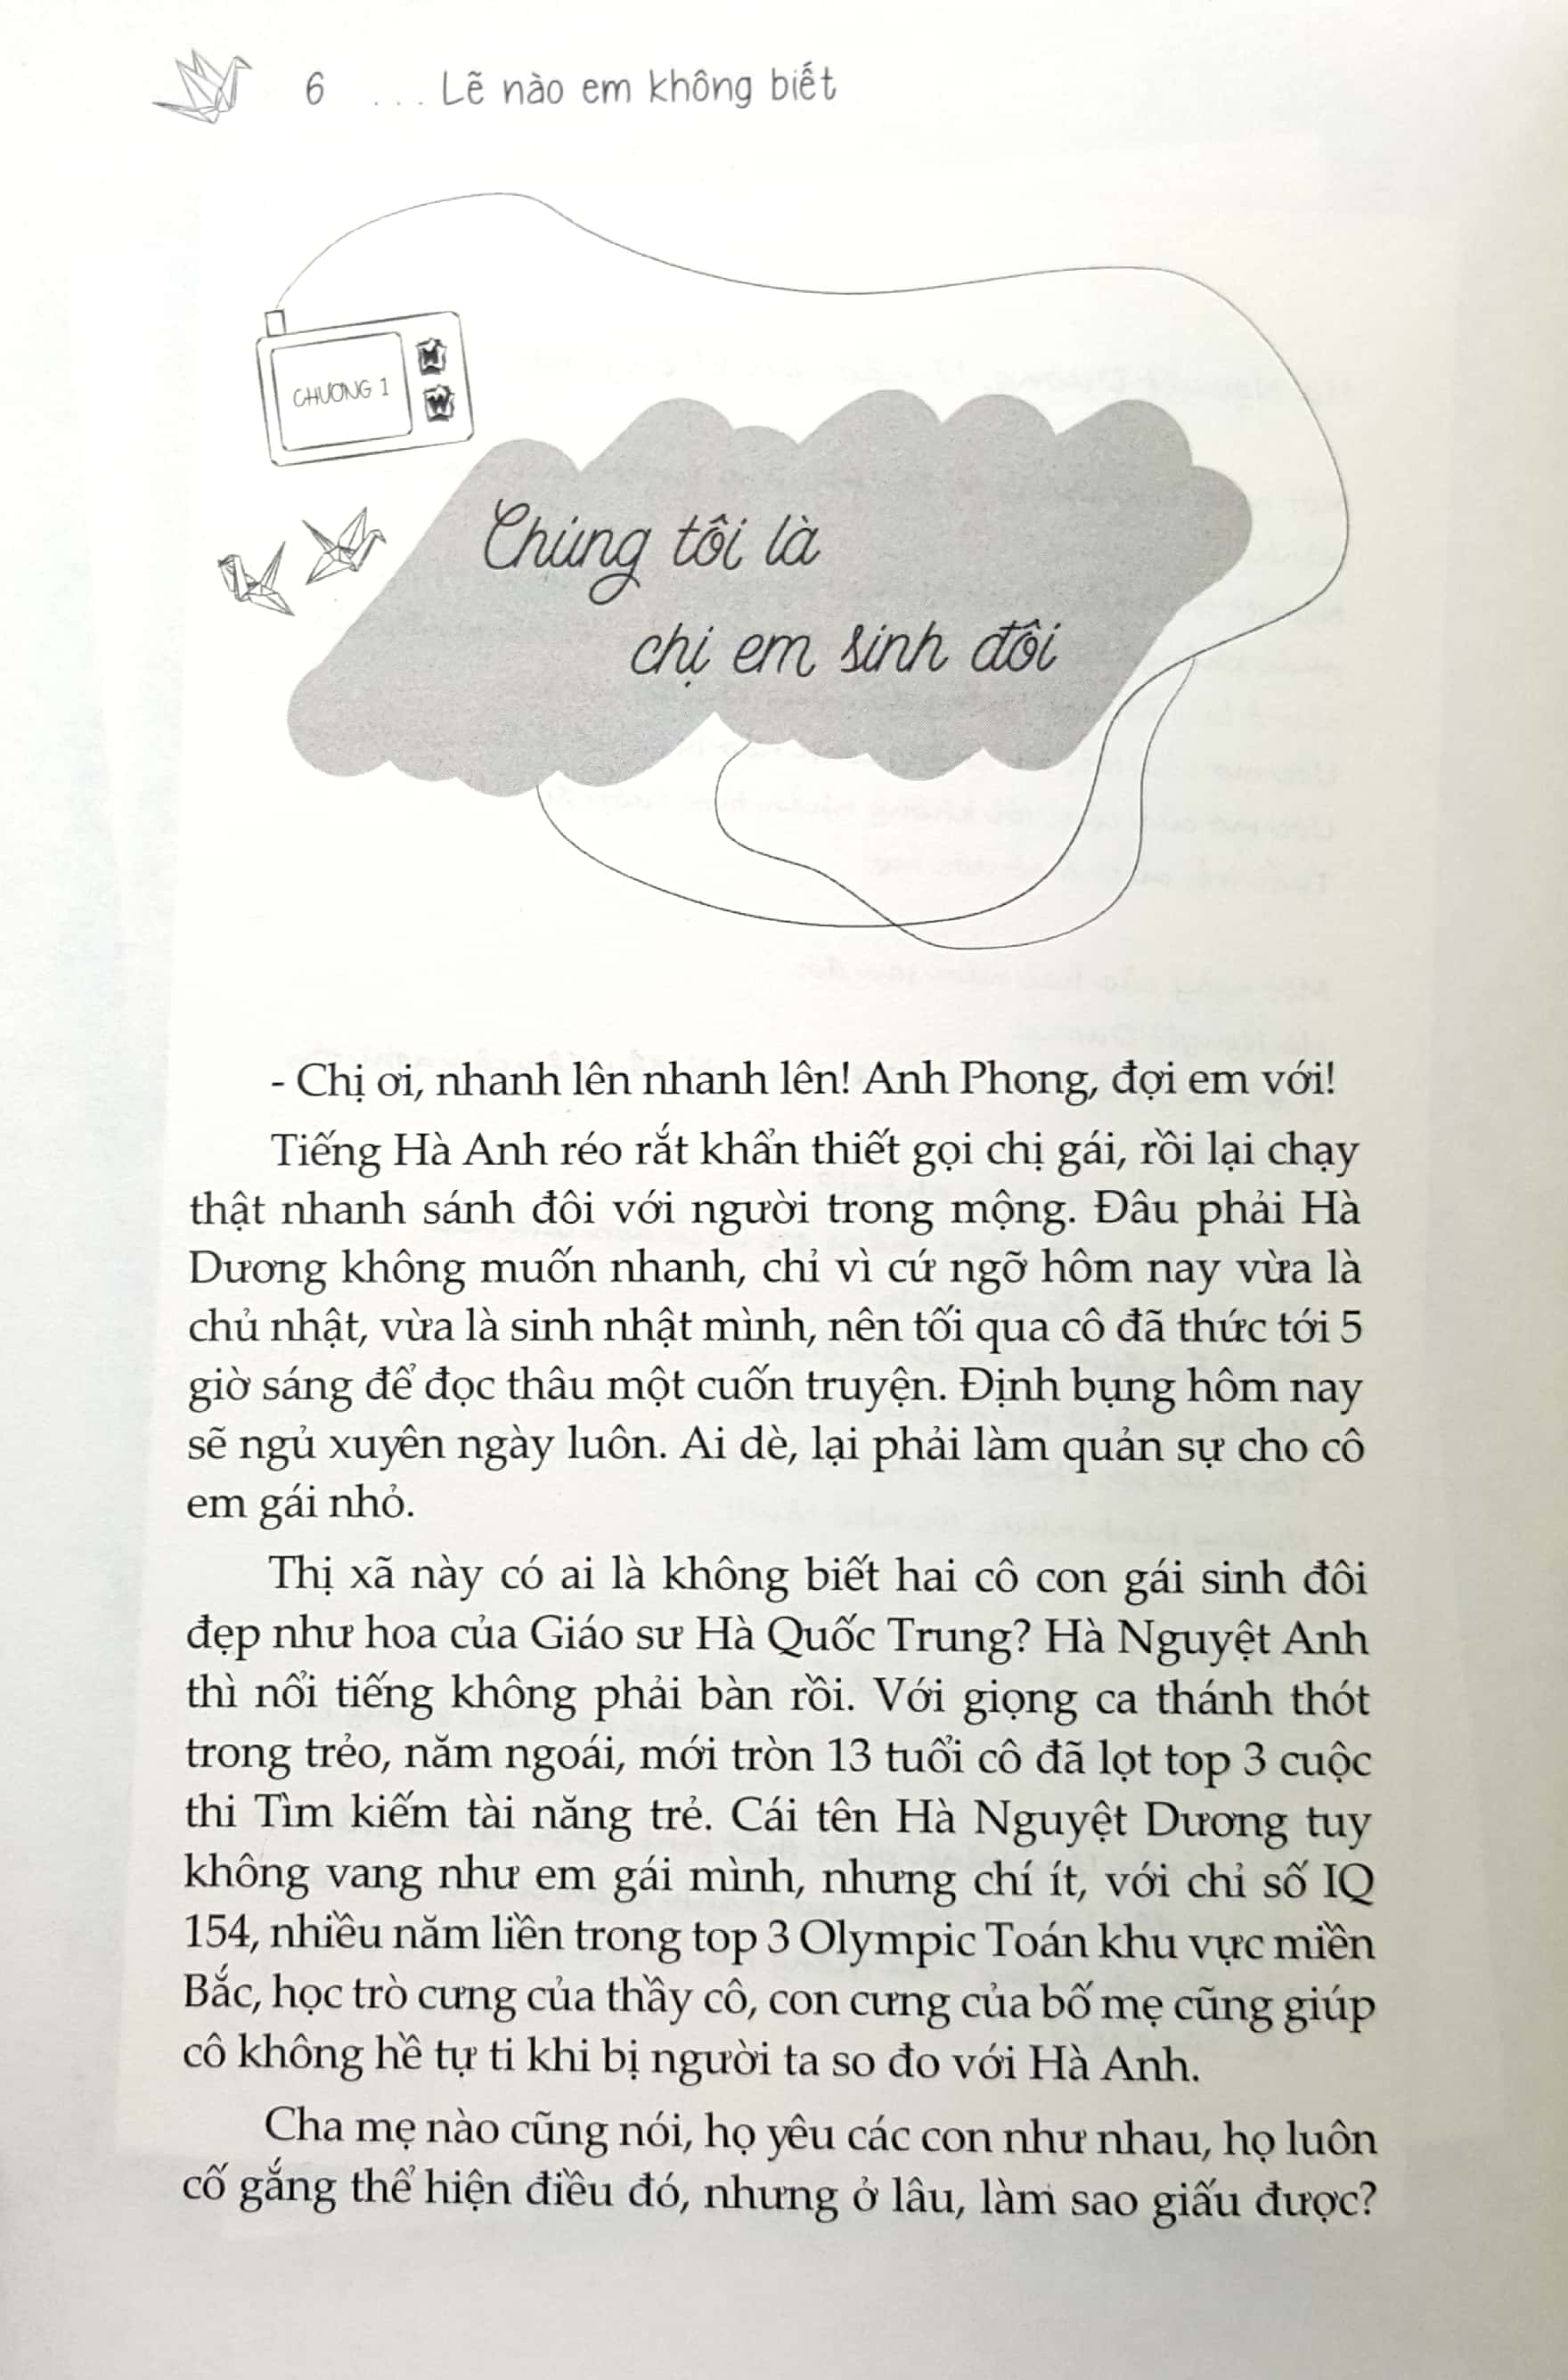 6 ... Lẽ nào em không biết
CHƯƠNG 1
Chúng tôi là
chị em sinh đôi
- Chị ơi, nhanh lên nhanh lên! Anh Phong, đợi em với!
Tiếng Hà Anh réo rắt khẩn thiết gọi chị gái, rồi lại chạy
thật nhanh sánh đôi với người trong mộng. Đâu phải Hà
Dương không muốn nhanh, chỉ vì cứ ngỡ hôm nay vừa là
chủ nhật, vừa là sinh nhật mình, nên tối qua cô đã thức tới 5
giờ sáng để đọc thâu một cuốn truyện. Định bụng hôm nay
sẽ ngủ xuyên ngày luôn. Ai dè, lại phải làm quản sự cho cô
em gái nhỏ.
Thị xã này có ai là không biết hai cô con gái sinh đôi
đẹp như hoa của Giáo sư Hà Quốc Trung? Hà Nguyệt Anh
thì nổi tiếng không phải bàn rồi. Với giọng ca thánh thót
trong trẻo, năm ngoái, mới tròn 13 tuổi cô đã lọt top 3 cuộc
thi Tìm kiếm tài năng trẻ. Cái tên Hà Nguyệt Dương tuy
không vang như em gái mình, nhưng chí ít, với chỉ số IQ
154, nhiều năm liền trong top 3 Olympic Toán khu vực miền
Bắc, học trò cưng của thầy cô, con cưng của bố mẹ cũng giúp
cô không hề tự ti khi bị người ta so đo với Hà Anh.
Cha mẹ nào cũng nói, họ yêu các con như nhau, họ luôn
cố gắng thể hiện điều đó, nhưng ở lâu, làm sao giấu được?